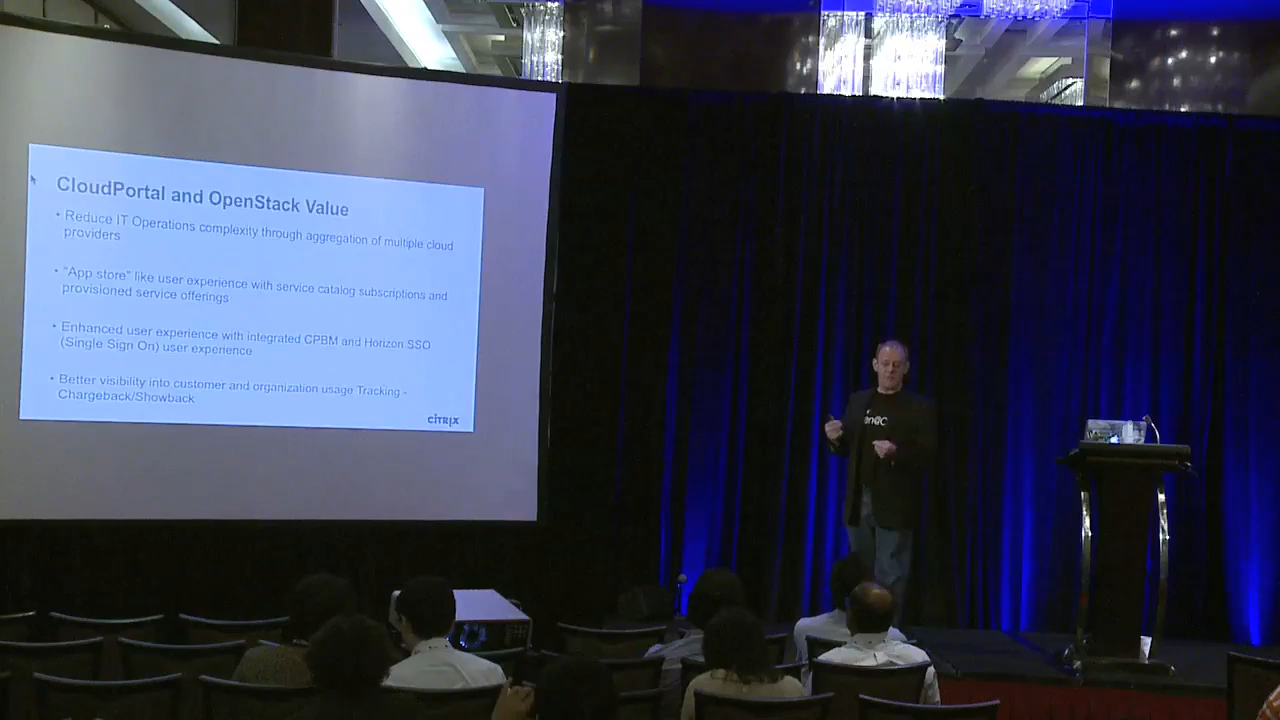 CloudPortal and OpenStack Value
• Reduce IT Operations complexity through aggregation of multiple cloud
providers
• "App store" like user experience with service catalog subscriptions and
provisioned service offerings
• Enhanced user experience with integrated CPBM and Horizon SSO
(Single Sign On) user experience
• Better visibility into customer and organization usage Tracking -
Chargeback/Showback
CITRIX